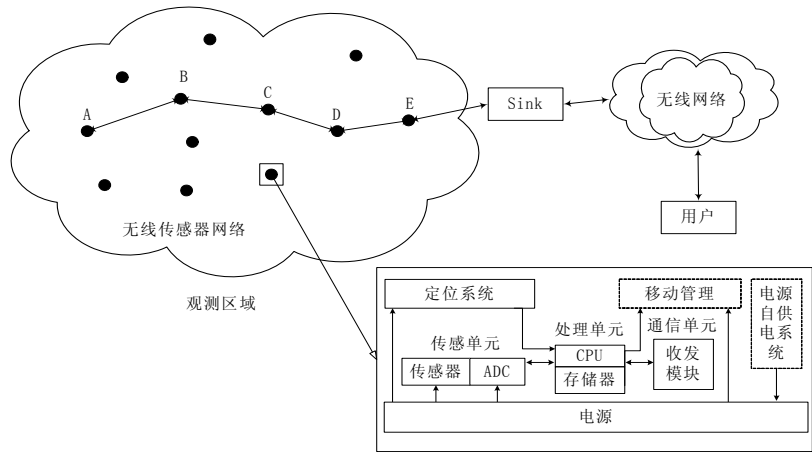 A
B
C
D
E
Sink
无线网络
用户
无线传感器网络
观测区域
定位系统
移动管理
电源
自供
电系
统
处理单元
通信单元
传感单元
传感器
ADC
CPU
存储器
收发
模块
电源